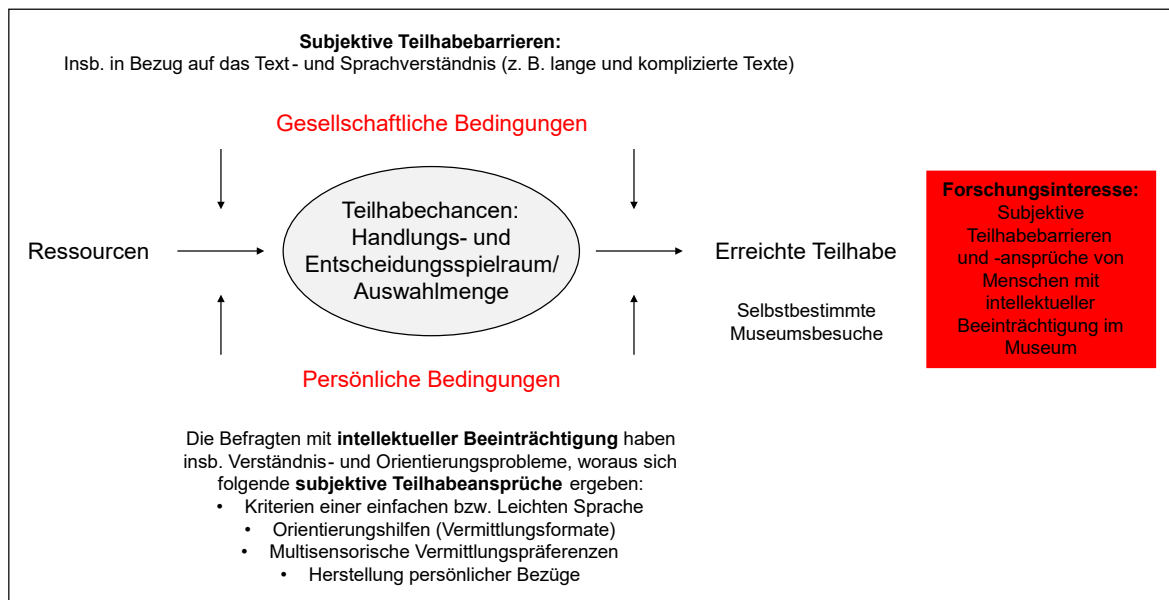 Subjektive Teilhabebarrieren:
Insb. in Bezug auf das Text- und Sprachverständnis (z. B. lange und komplizierte Texte)
Gesellschaftliche Bedingungen
Ressourcen
Teilhabechancen:
Handlungs- und
Entscheidungsspielraum/
Auswahlmenge
Erreichte Teilhabe
Selbstbestimmte
Museumsbesuche
Forschungsinteresse:
Subjektive
Teilhabebarrieren
und -ansprüche von
Menschen mit
intellektueller
Beeinträchtigung im
Museum
Persönliche Bedingungen
Die Befragten mit intellektueller Beeinträchtigung haben
insb. Verständnis- und Orientierungsprobleme, woraus sich
folgende subjektive Teilhabeansprüche ergeben:
• Kriterien einer einfachen bzw. Leichten Sprache
• Orientierungshilfen (Vermittlungsformate)
• Multisensorische Vermittlungspräferenzen
• Herstellung persönlicher Bezüge